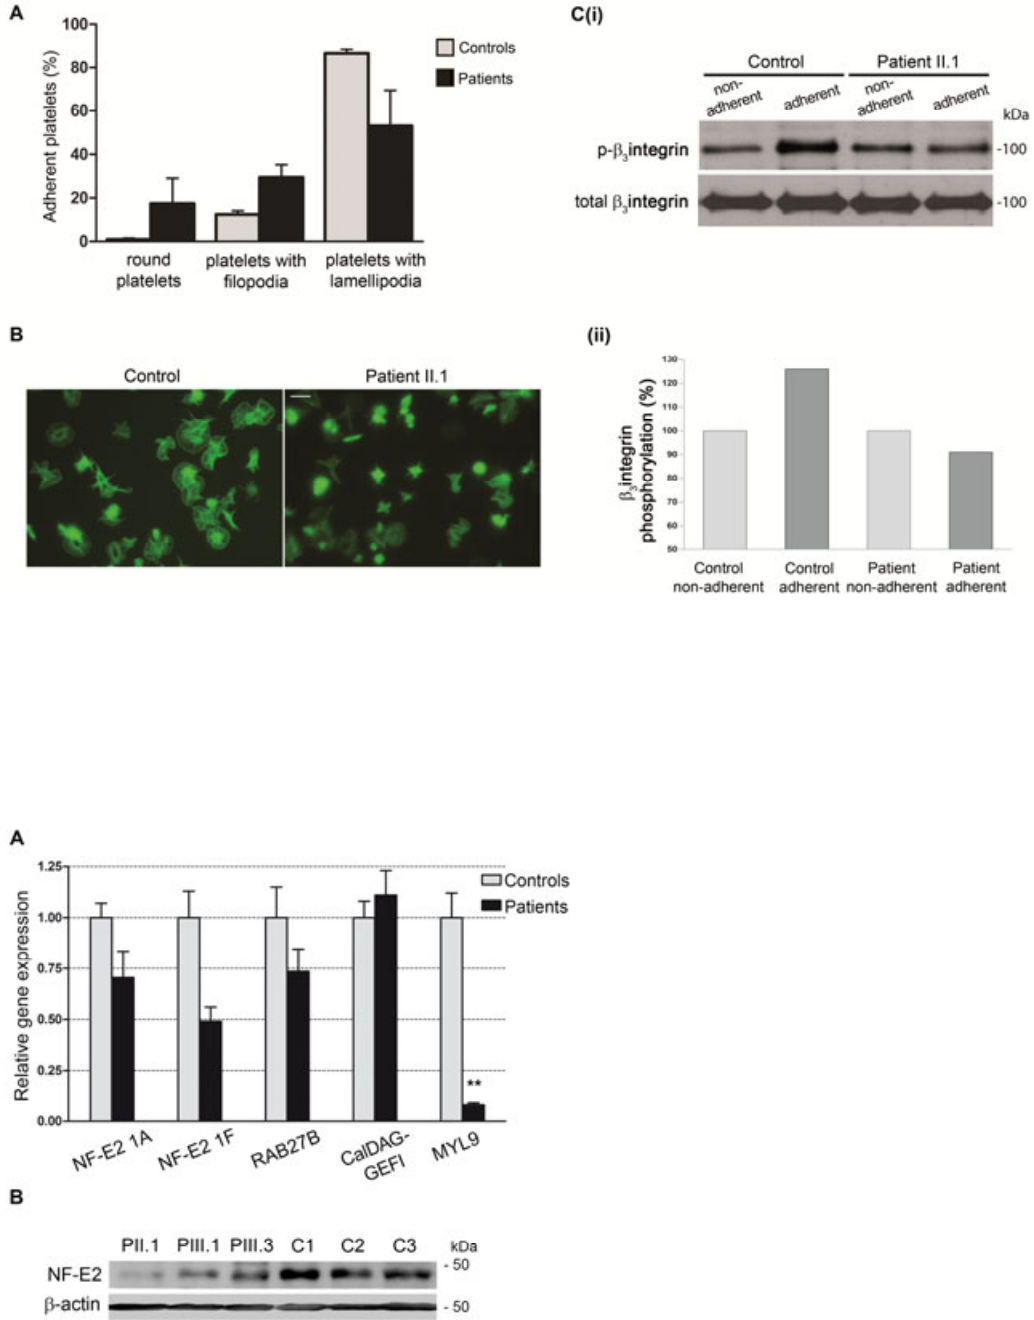 A
100
80
60
40
20
0
Adherent platelets (%)
Controls
Patients
round
platelets
platelets with
filopodia
platelets with
lamellipodia
C(i)
Control
Patient II.1
non-
adherent
adherent
non-
adherent
adherent
kDa
p-β3integrin
-100
total β3integrin
-100
B
Control
Patient II.1
(ii)
130
120
110
100
90
80
70
60
50
β3integrin
phosphorylation (%)
Control
non-adherent
Control
adherent
Patient
non-adherent
Patient
adherent
A
1.25
1.00
0.75
0.50
0.25
0.00
Relative gene expression
Controls
Patients
**
NF-E2 1A
NF-E2 1F
RAB27B
CalDAG-
GEFI
MYL9
B
PII.1 PIII.1 PIII.3 C1 C2 C3 kDa
- 50
NF-E2
β-actin
- 50